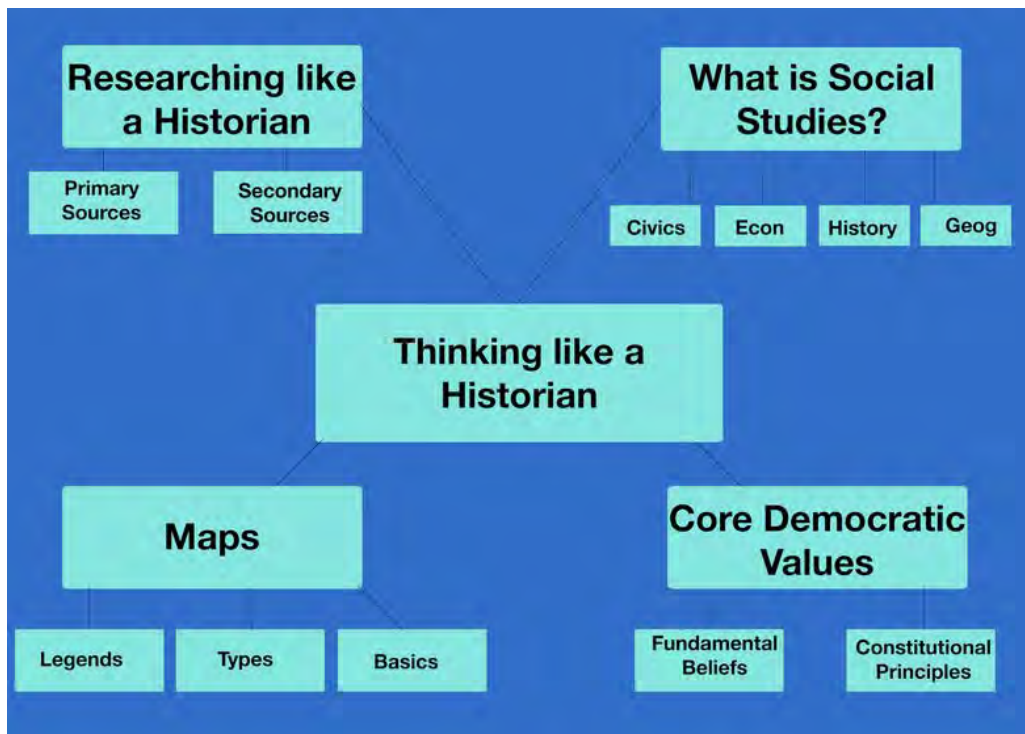 Researching like
a Historian
Primary
Sources
Secondary
Sources
What is Social
Studies?
Civics
Econ
History
Geog
Thinking like a
Historian
Maps
Legends
Types
Basics
Core Democratic
Values
Fundamental
Beliefs
Constitutional
Principles